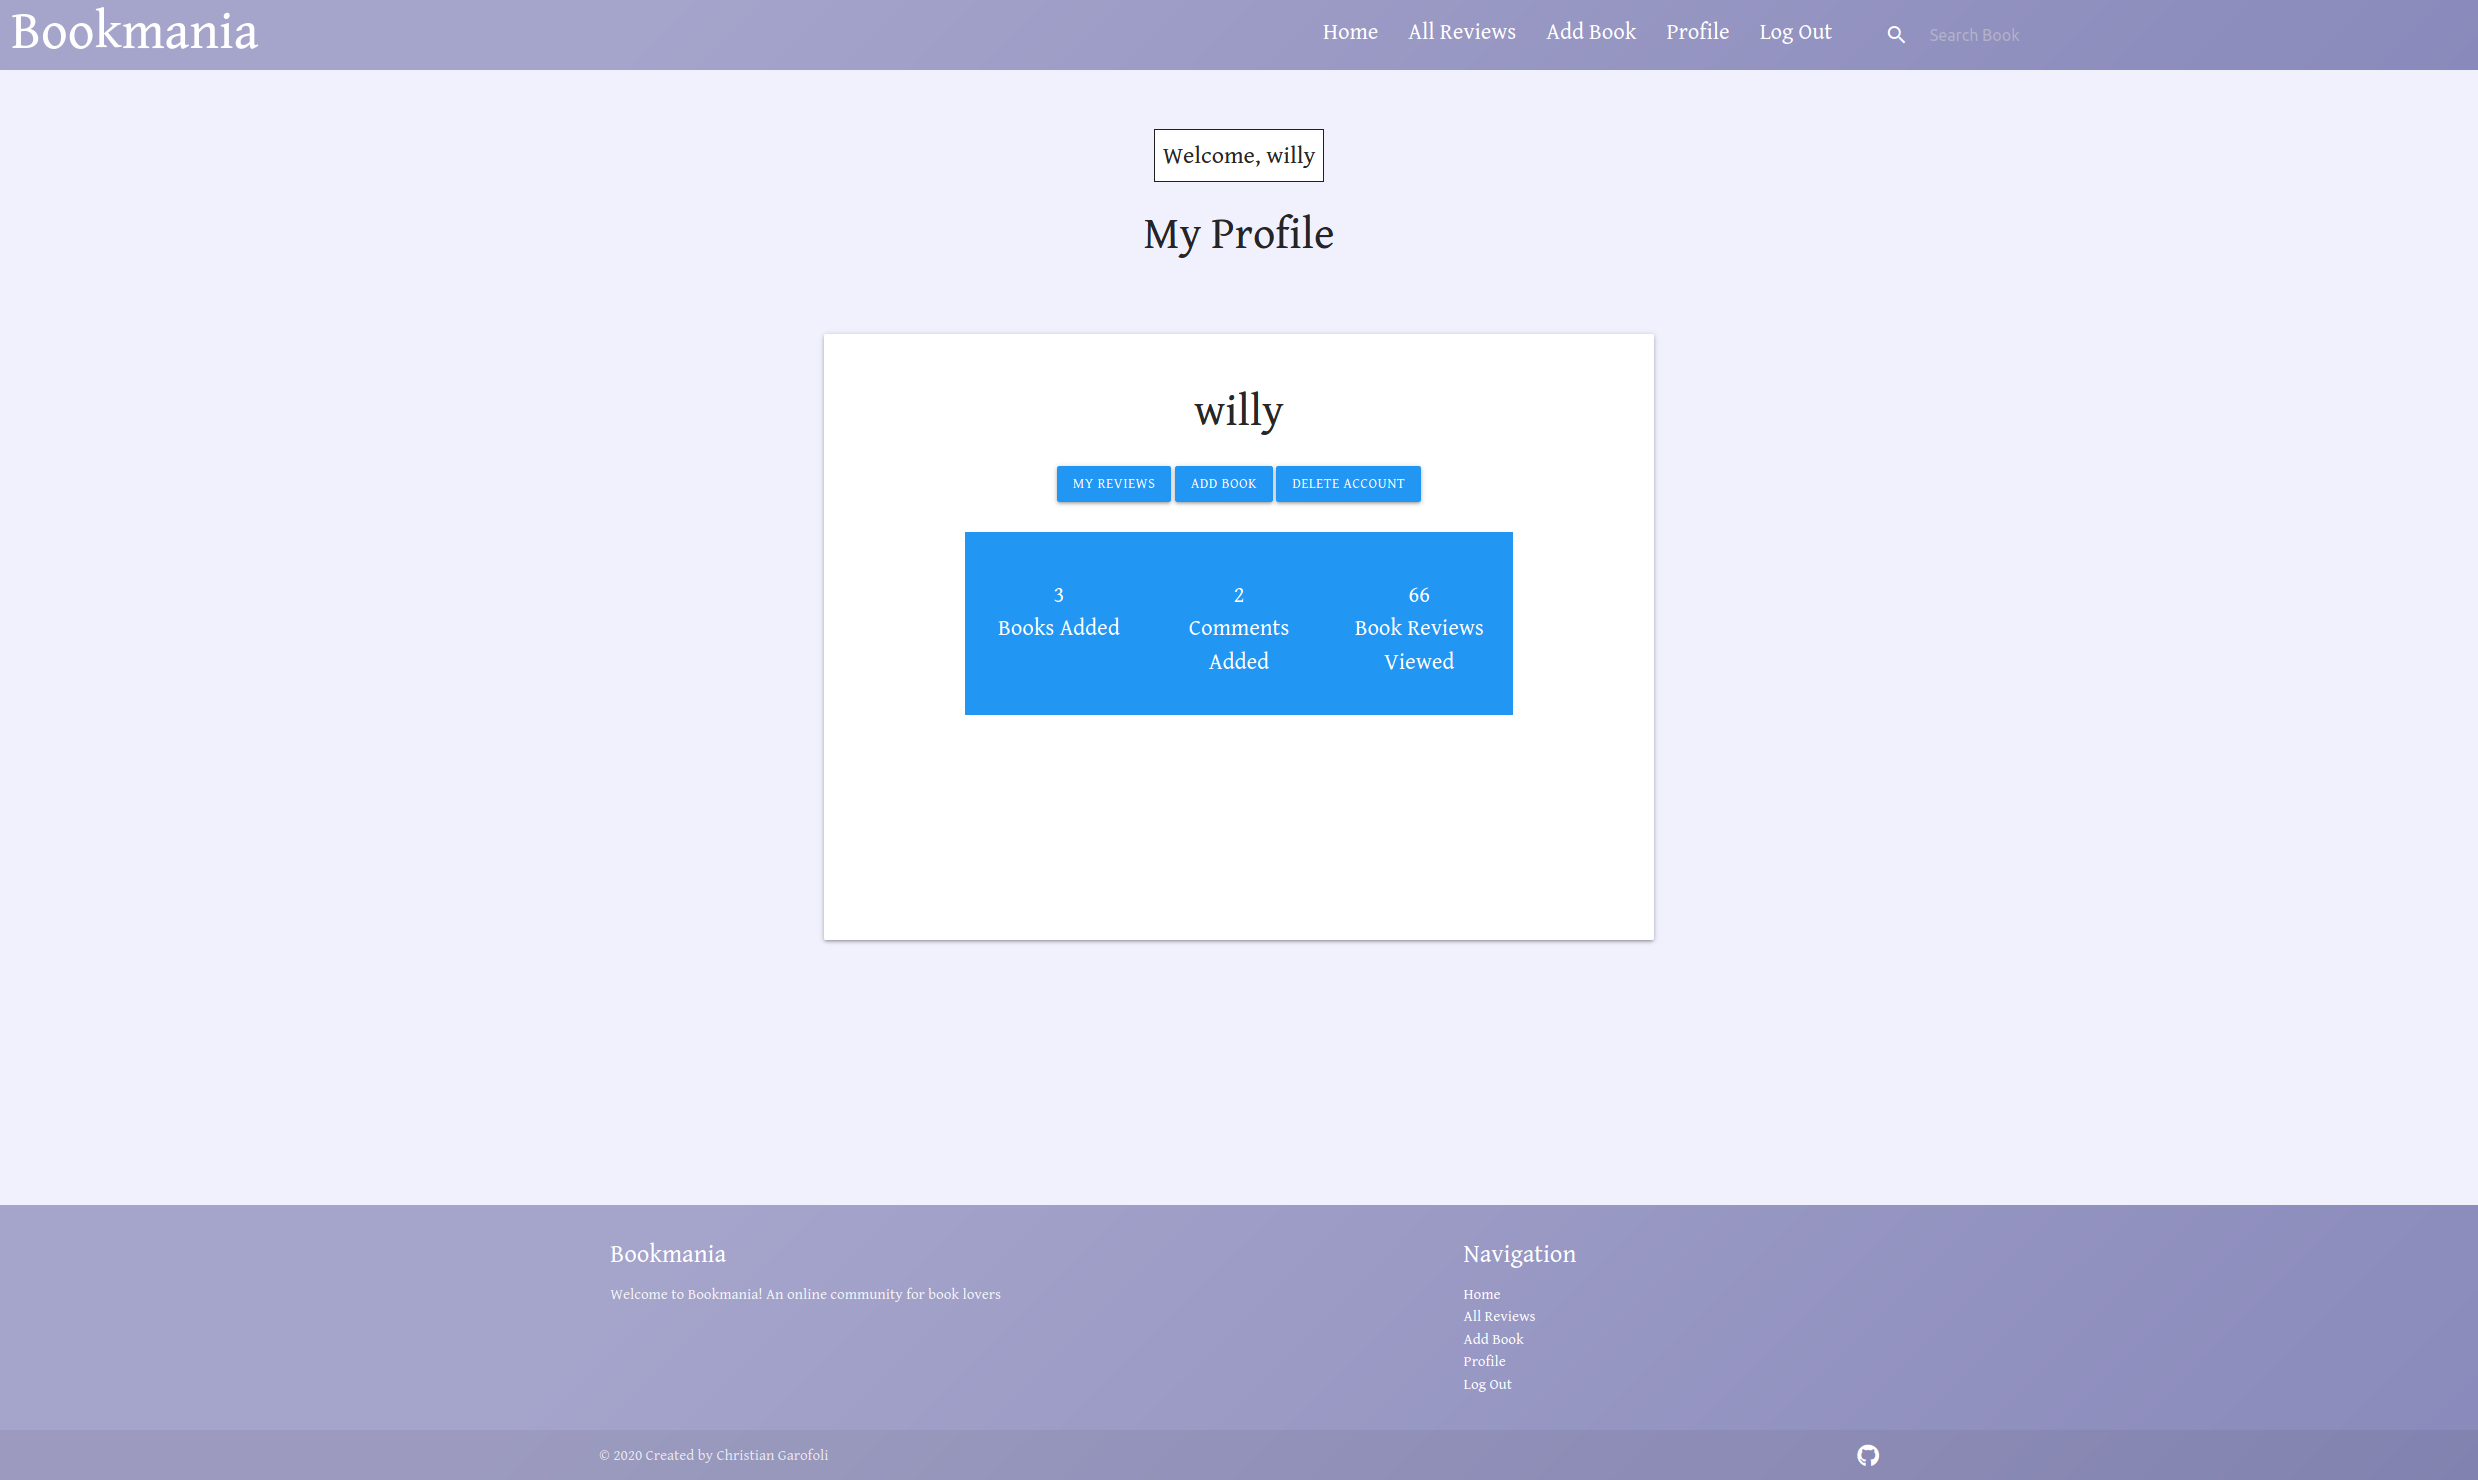 Bookmania
Home All Reviews Add Book Profile Log Out Search Book
Welcome, willy
My Profile
willy
MY REVIEWS ADD BOOK DELETE ACCOUNT
3
Books Added
2
Comments
Added
66
Book Reviews
Viewed
Bookmania
Welcome to Bookmania! An online community for book lovers
Navigation
Home
All Reviews
Add Book
Profile
Log Out
© 2020 Created by Christian Garofoli